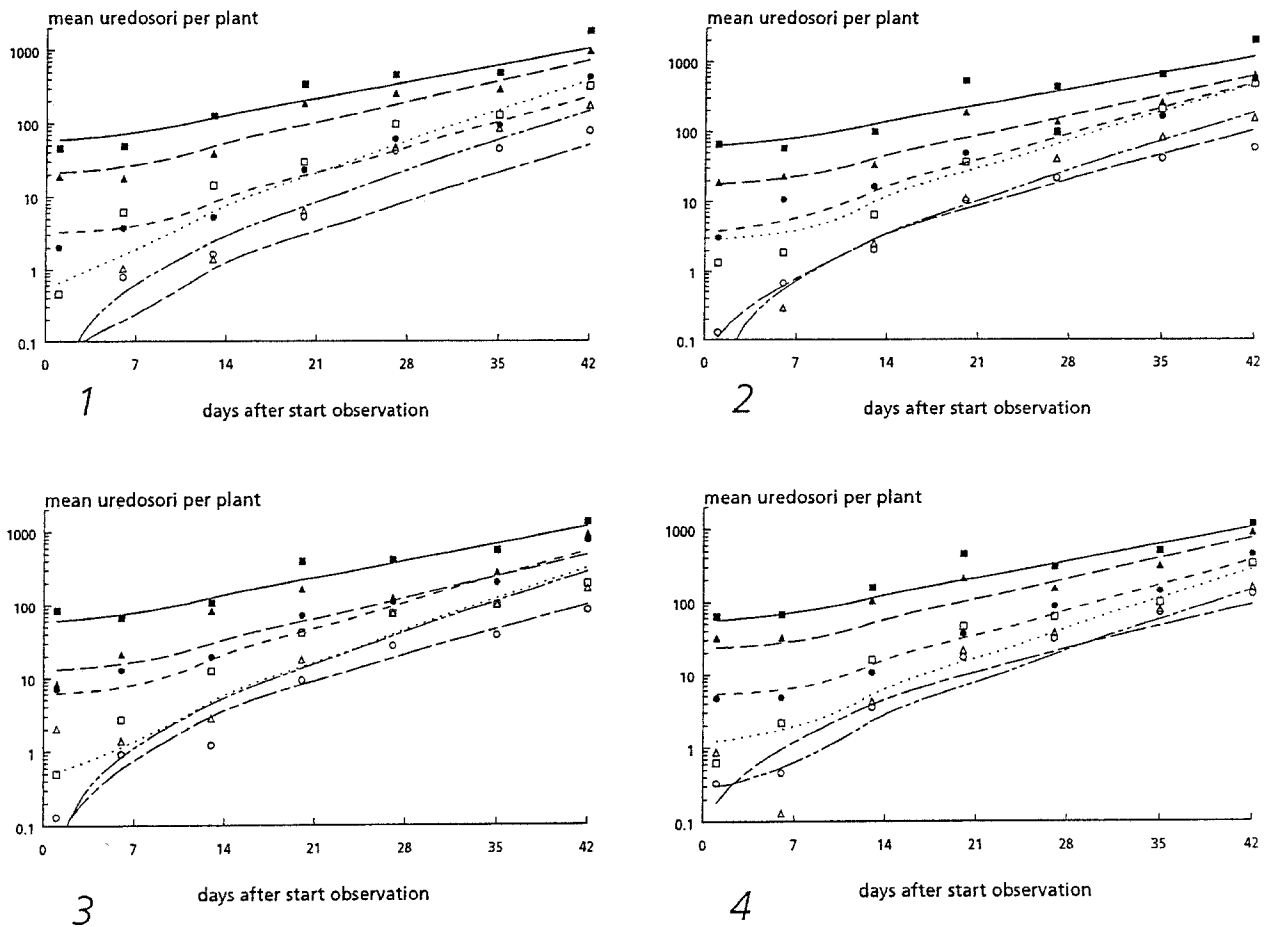 mean uredosori per plant
1000
100
10
1
0.1
0 7 14 21 28 35 42
days after start observation
1
mean uredosori per plant
1000
100
10
1
0.1
0 7 14 21 28 35 42
days after start observation
2
mean uredosori per plant
1000
100
10
1
0.1
0 7 14 21 28 35 42
days after start observation
3
mean uredosori per plant
1000
100
10
1
0.1
0 7 14 21 28 35 42
days after start observation
4